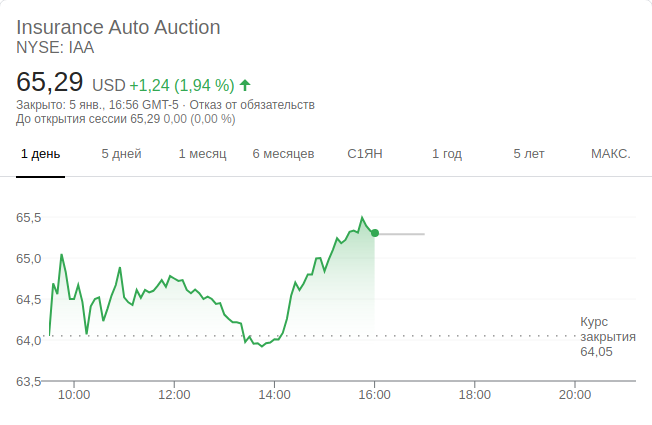 Insurance Auto Auction
NYSE: IAA
65,29 USD +1,24 (1,94 %)
Закрыто: 5 янв., 16:56 GMT-5 · Отказ от обязательств
До открытия сессии 65,29 0,00 (0,00 %)
1 день 5 дней 1 месяц 6 месяцев С1ЯН 1 год 5 лет МАКС.
65,5
65,0
64,5
64,0
63,5
Курс
закрытия
64,05
10:00 12:00 14:00 16:00 18:00 20:00